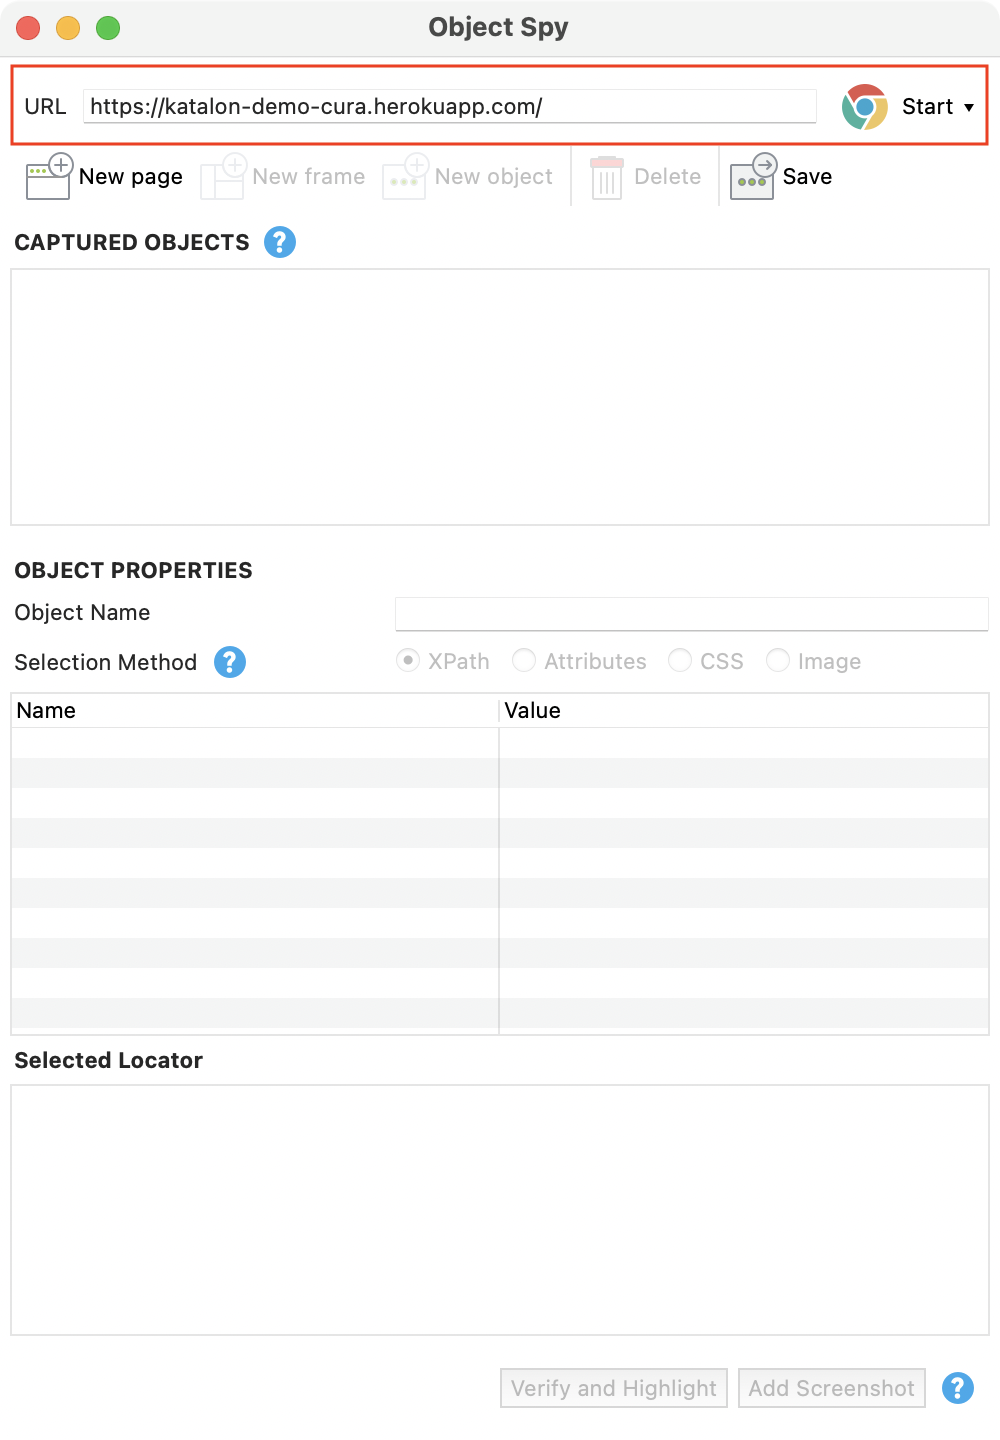 Object Spy
URL https://katalon-demo-cura.herokuapp.com/ Start
New page New frame New object Delete Save
CAPTURED OBJECTS ?
OBJECT PROPERTIES
Object Name
Selection Method ? XPath Attributes CSS Image
Name Value
Selected Locator
Verify and Highlight Add Screenshot ?